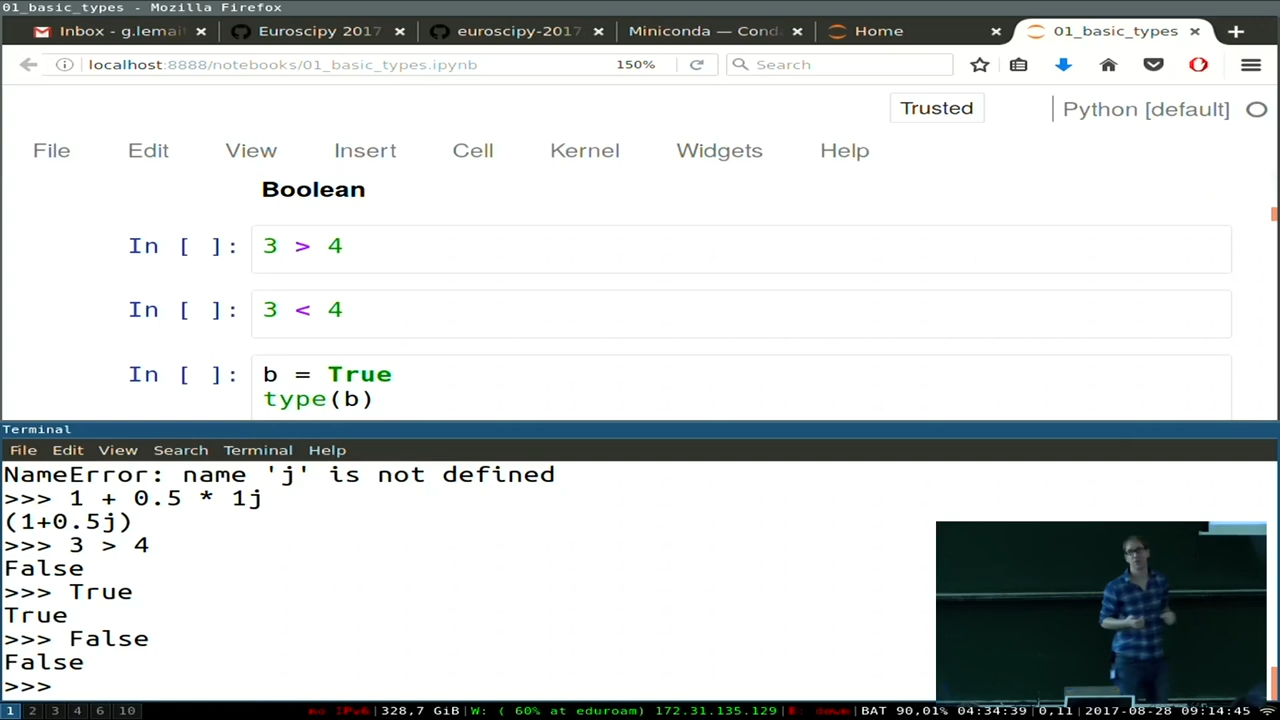 01_basic_types - Mozilla Firefox
Inbox - g.lemai × Euroscipy 2017 × euroscipy-2017 × Miniconda — Cond × Home × 01_basic_types × +
localhost:8888/notebooks/01_basic_types.ipynb 150% Search
Trusted Python [default]
File Edit View Insert Cell Kernel Widgets Help
Boolean
In [ ]: 3 > 4
In [ ]: 3 < 4
In [ ]: b = True
type(b)
Terminal
File Edit View Search Terminal Help
NameError: name 'j' is not defined
>>> 1 + 0.5 * 1j
(1+0.5j)
>>> 3 > 4
False
>>> True
True
>>> False
False
>>>
1 2 3 4 6 10 no IPv6|328,7 GiB|W: ( 60% at eduroam) 172.31.135.129|E: down|BAT 90,01% 04:34:39|0,11|2017-08-28 09:14:45